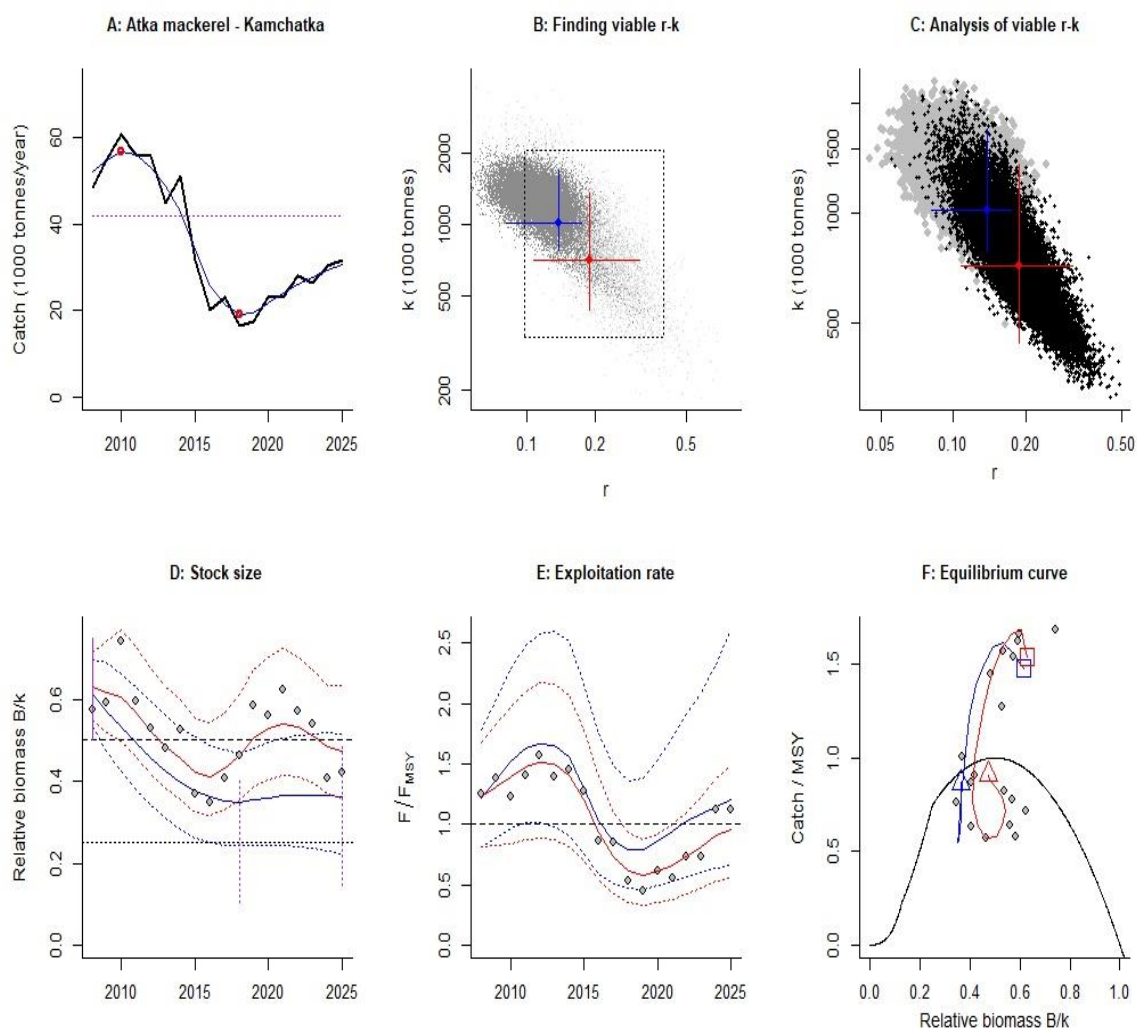 A: Atka mackerel - Kamchatka
B: Finding viable r-k
C: Analysis of viable r-k
Catch (1000 tonnes/year)
0 20 40 60
2010 2015 2020 2025
k (1000 tonnes)
200 500 1000 2000
0.1 0.2 0.5
r
k (1000 tonnes)
500 1000 1500
0.05 0.10 0.20 0.50
r
D: Stock size
E: Exploitation rate
F: Equilibrium curve
Relative biomass B/k
0.0 0.2 0.4 0.6
2010 2015 2020 2025
F / FMSY
0.0 0.5 1.0 1.5 2.0 2.5
2010 2015 2020 2025
Catch / MSY
0.0 0.5 1.0 1.5
0.0 0.2 0.4 0.6 0.8 1.0
Relative biomass B/k